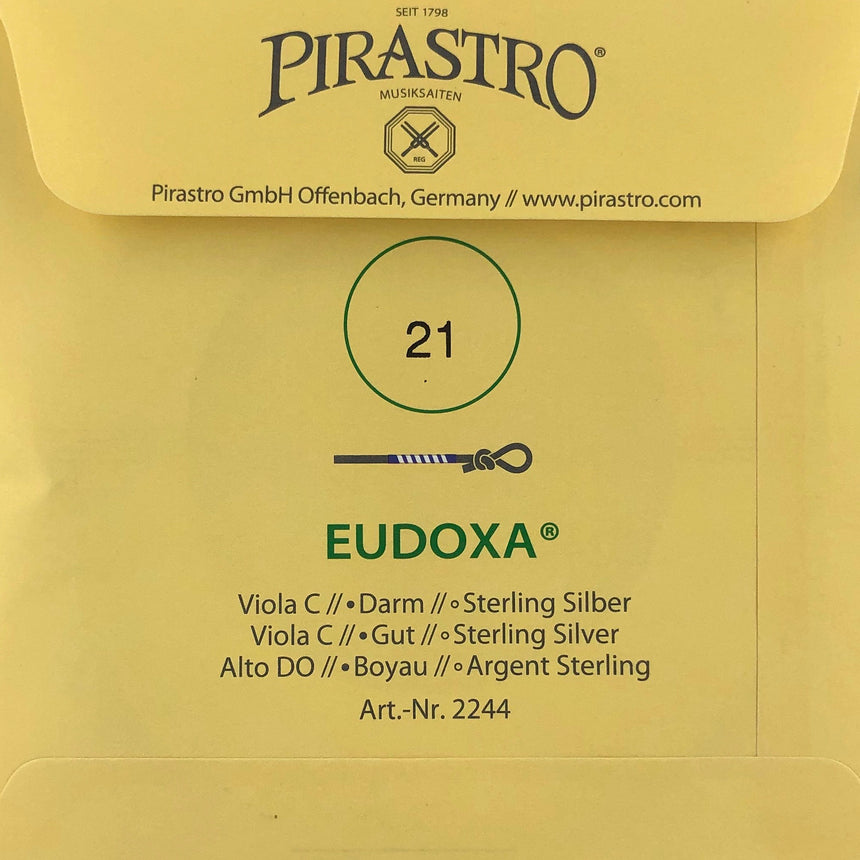 SEIT 1798
PIRASTRO®
MUSIKSAITEN
REG
Pirastro GmbH Offenbach, Germany // www.pirastro.com
21
EUDOXA®
Viola C // • Darm // ∘ Sterling Silber
Viola C // • Gut // ∘ Sterling Silver
Alto DO // • Boyau // ∘ Argent Sterling
Art.-Nr. 2244